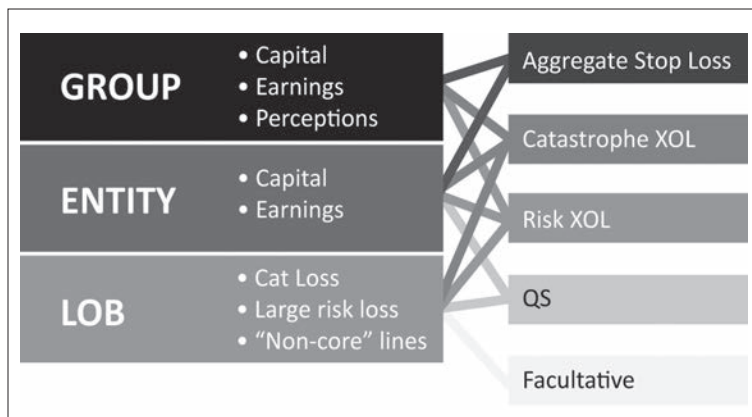 GROUP
• Capital
• Earnings
• Perceptions
ENTITY
• Capital
• Earnings
LOB
• Cat Loss
• Large risk loss
• “Non-core” lines
Aggregate Stop Loss
Catastrophe XOL
Risk XOL
QS
Facultative